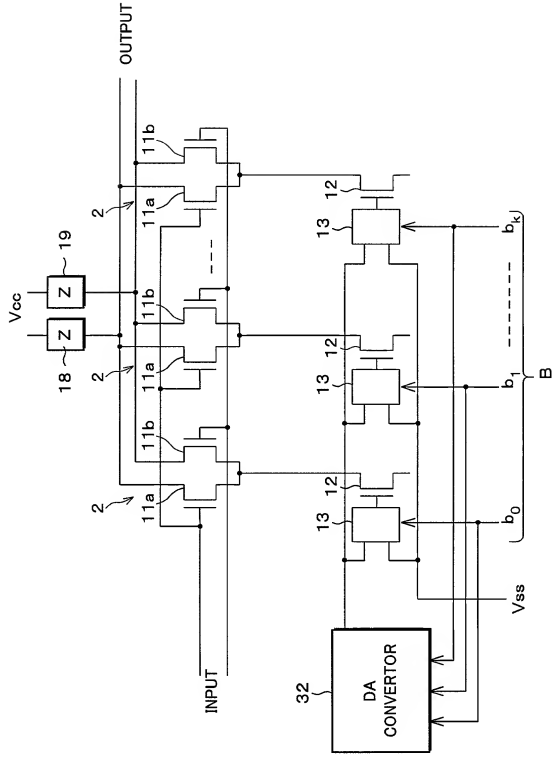 Vcc
18
Z
Z
19
OUTPUT
2
2
2
11a
11b
11a
11b
11a
11b
INPUT
12
12
12
13
13
13
32
DA
CONVERTOR
Vss
b0
b1
bk
B